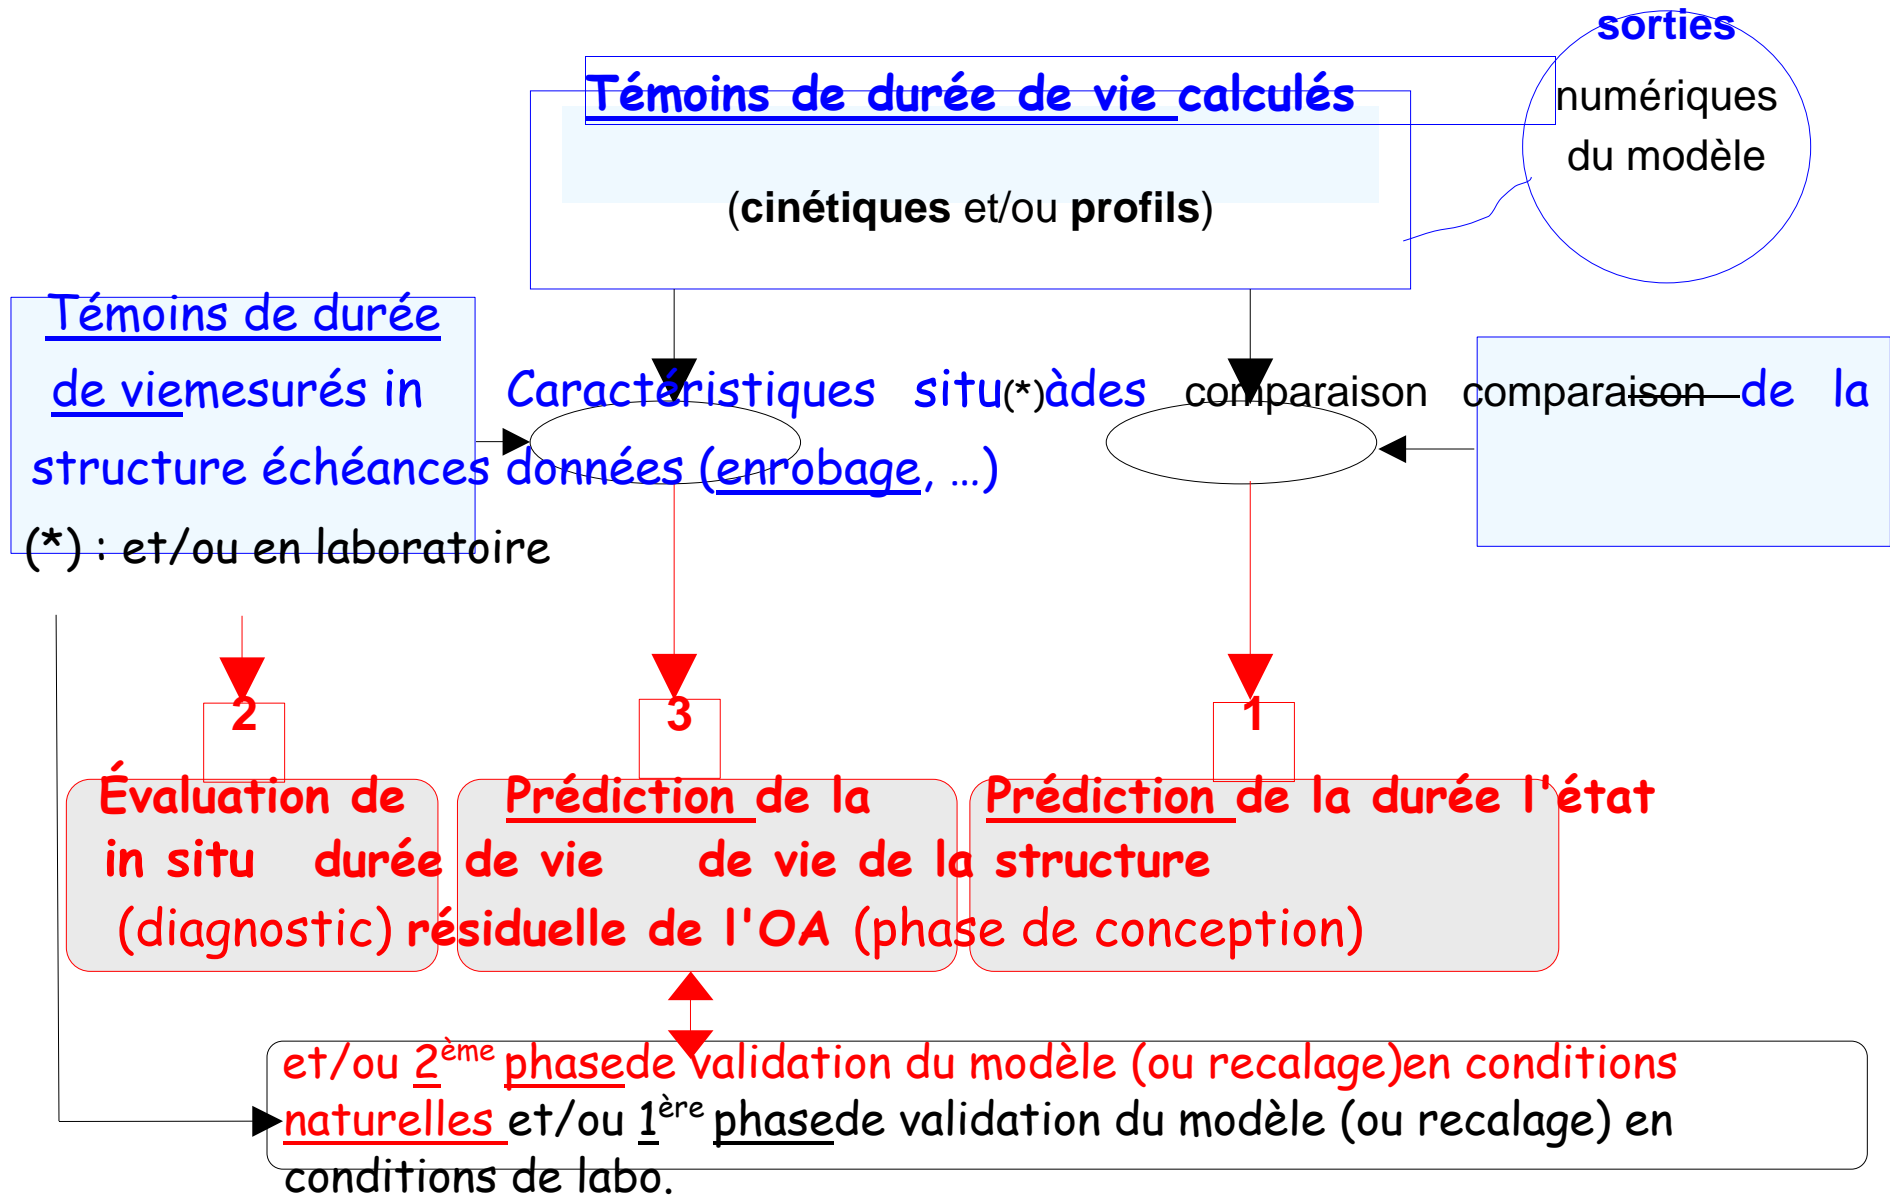 sorties
Témoins de durée de vie calculés
numériques
du modèle
(cinétiques et/ou profils)
Témoins de durée
de viemesurés in Caractéristiques situ(*)àdes comparaison comparaison de la
structure échéances données (enrobage, ...)
(*) : et/ou en laboratoire
2 3 1
Évaluation de Prédiction de la Prédiction de la durée l'état
in situ durée de vie de vie de la structure
(diagnostic) résiduelle de l'OA (phase de conception)
et/ou 2ème phasede validation du modèle (ou recalage)en conditions
naturelles et/ou 1ère phasede validation du modèle (ou recalage) en
conditions de labo.